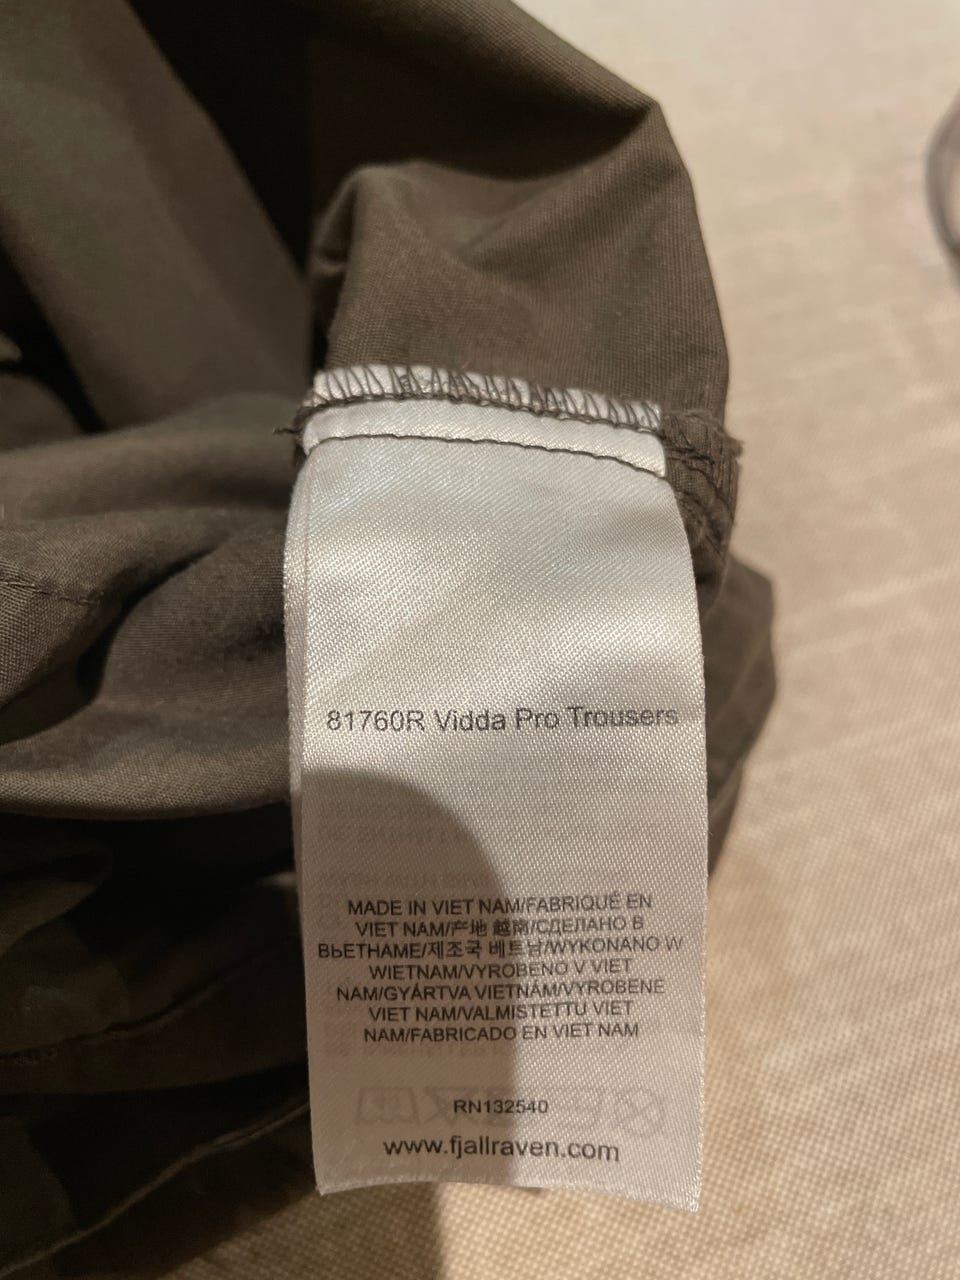 81760R Vidda Pro Trousers
MADE IN VIET NAM/FABRIQUÉ EN
VIET NAM/产地 越南/СДЕЛАНО В
ВЬЕТНАМЕ/제조국 베트남/WYKONANO W
WIETNAM/VYROBENO V VIET
NAM/GYÁRTVA VIETNÁM/VYROBENÉ
VIET NAM/VALMISTETTU VIET
NAM/FABRICADO EN VIET NAM
RN132540
www.fjallraven.com